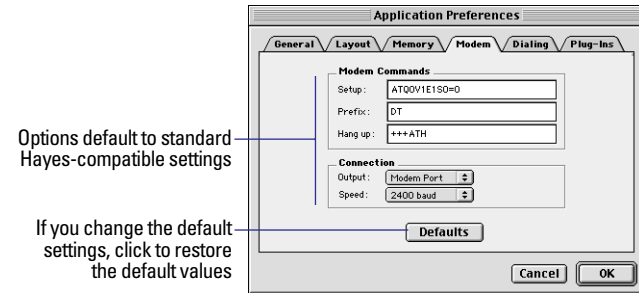 Application Preferences
General Layout Memory Modem Dialing Plug-Ins
Modem Commands
Setup: ATQ0V1E1S0=0
Prefix: DT
Hang up: +++ATH
Options default to standard
Hayes-compatible settings
Connection
Output: Modem Port
Speed: 2400 baud
If you change the default
settings, click to restore
the default values
Defaults
Cancel OK